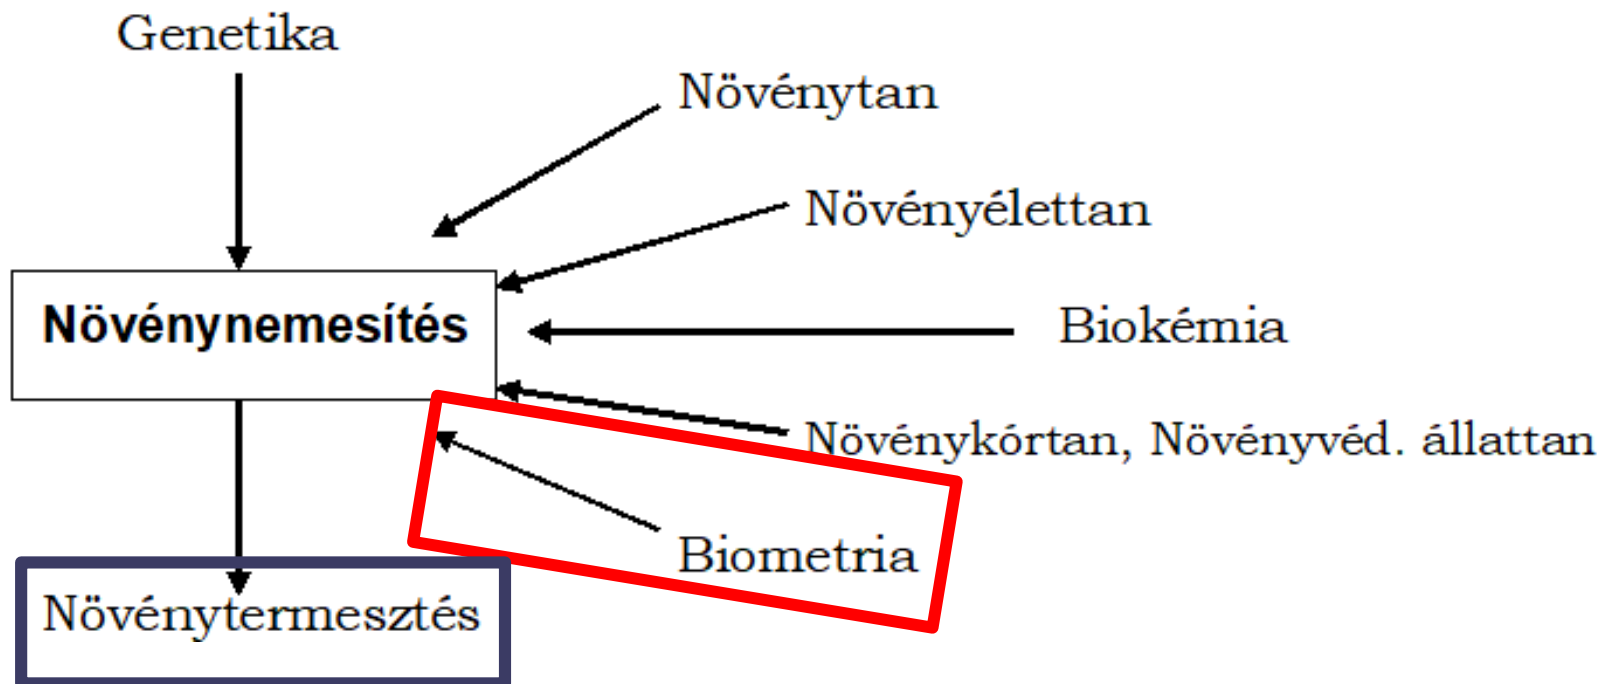 Genetika
Növénytan
Növényélettan
Növénynemesítés
Biokémia
Növénykórtan, Növényvéd. állattan
Biometria
Növénytermesztés